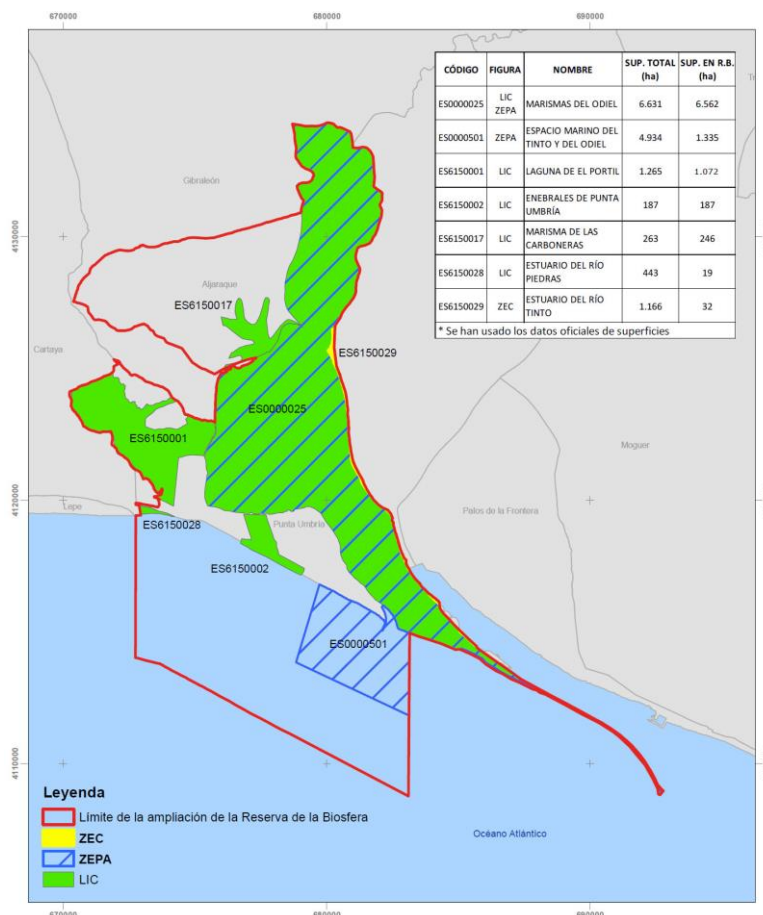 670000 680000 690000
CÓDIGO FIGURA NOMBRE SUP. TOTAL (ha) SUP. EN R.B. (ha)
ES0000025 LIC ZEPA MARISMAS DEL ODIEL 6.631 6.562
ES0000501 ZEPA ESPACIO MARINO DEL TINTO Y DEL ODIEL 4.934 1.335
ES6150001 LIC LAGUNA DE EL PORTIL 1.265 1.072
ES6150002 LIC ENEBRALES DE PUNTA UMBRÍA 187 187
ES6150017 LIC MARISMA DE LAS CARBONERAS 263 246
ES6150028 LIC ESTUARIO DEL RÍO PIEDRAS 443 19
ES6150029 ZEC ESTUARIO DEL RÍO TINTO 1.166 32
* Se han usado los datos oficiales de superficies
Gibraleón
4130000 4130000
Aljaraque
ES6150017
Cartaya
ES6150029
ES0000025
ES6150001
Moguer
4120000 4120000
Lepe
Palos de la Frontera
ES6150028
Punta Umbría
ES6150002
ES0000501
4110000 4110000
Leyenda
Límite de la ampliación de la Reserva de la Biosfera
ZEC
ZEPA
LIC
Océano Atlántico
670000 680000 690000